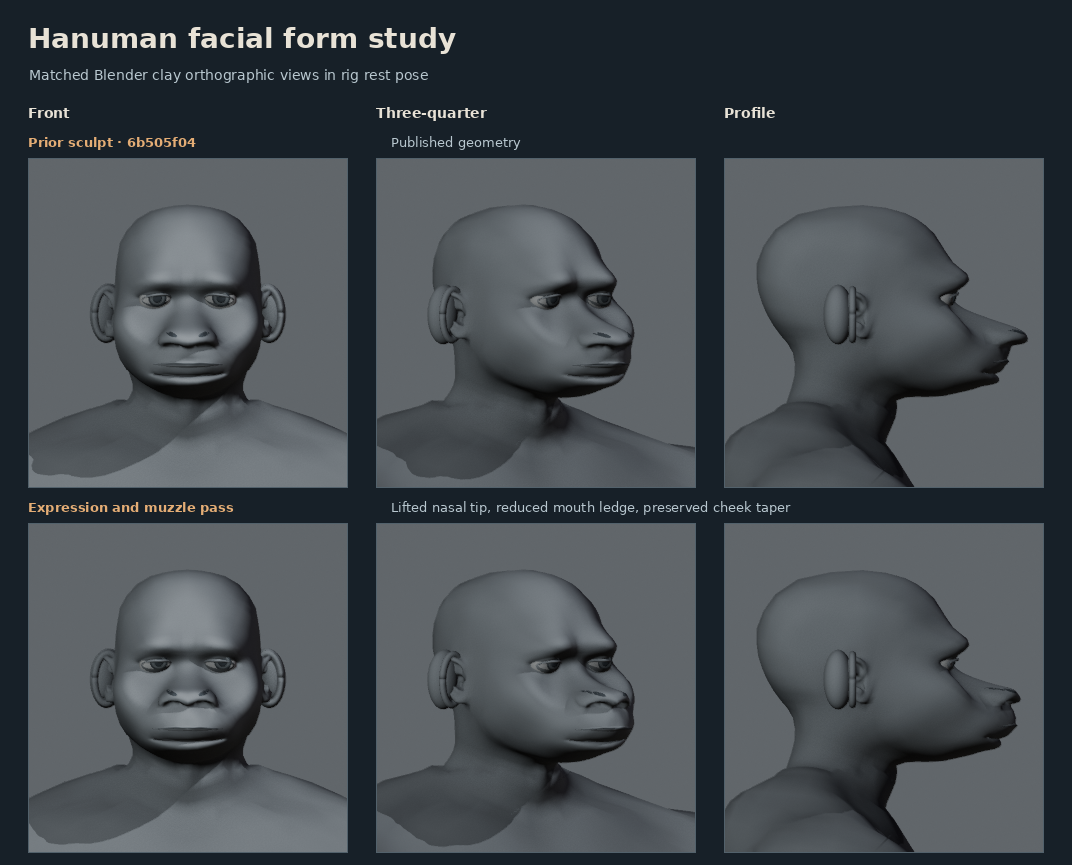 Hanuman facial form study
Matched Blender clay orthographic views in rig rest pose
Front Three-quarter Profile
Prior sculpt · 6b505f04 Published geometry
Expression and muzzle pass Lifted nasal tip, reduced mouth ledge, preserved cheek taper